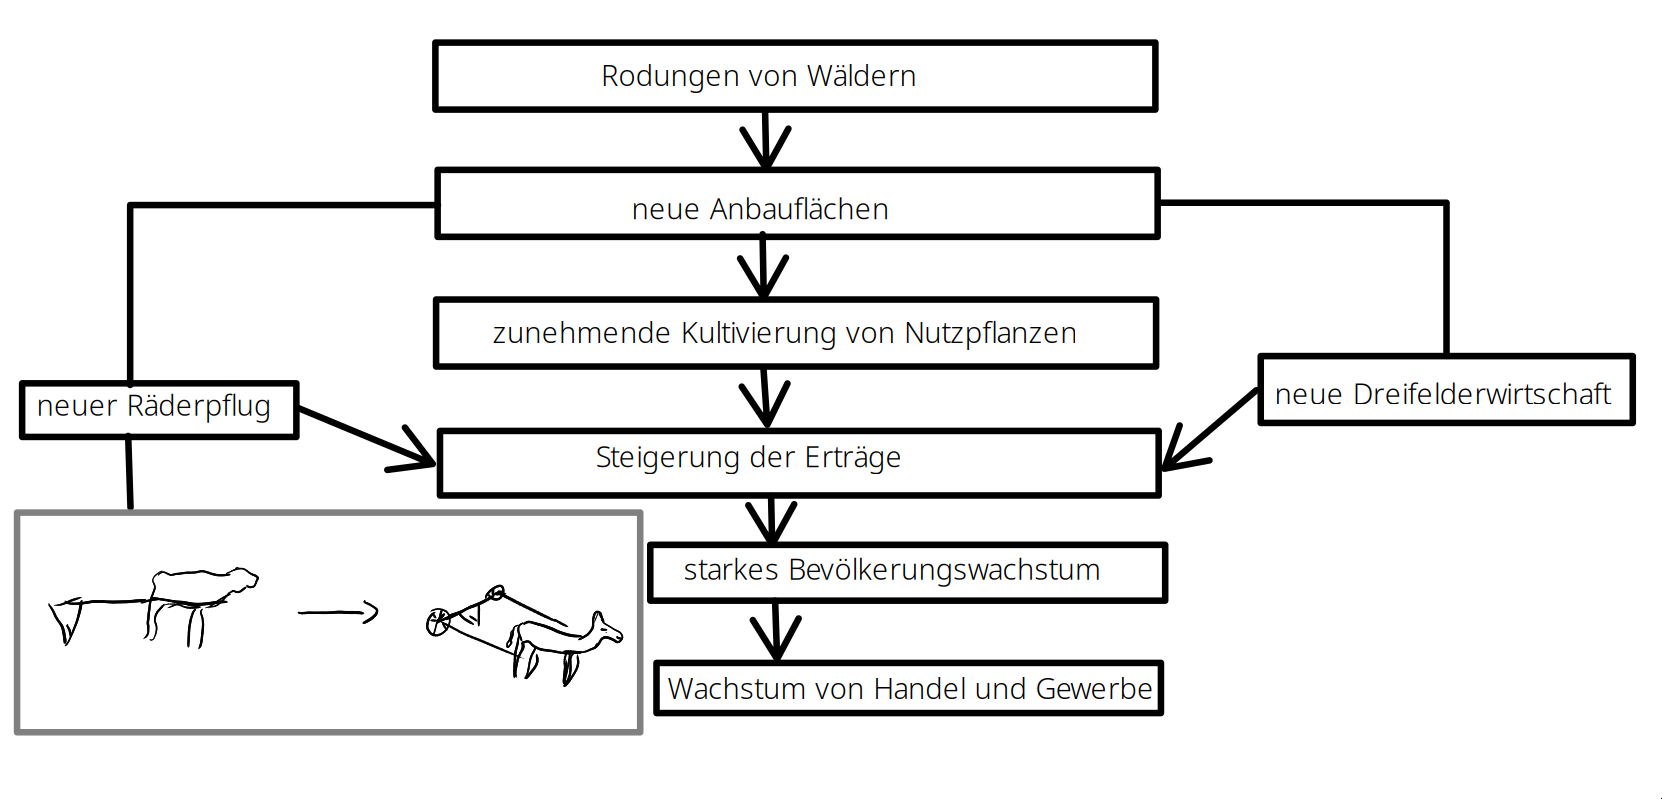 Rodungen von Wäldern
neue Anbauflächen
zunehmende Kultivierung von Nutzpflanzen
neuer Räderpflug
neue Dreifelderwirtschaft
Steigerung der Erträge
starkes Bevölkerungswachstum
Wachstum von Handel und Gewerbe